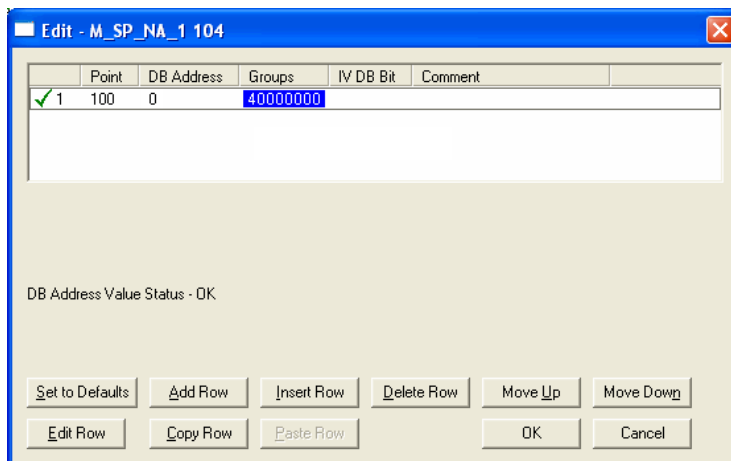 Edit - M_SP_NA_1 104
Point DB Address Groups IV DB Bit Comment
1 100 0 40000000
DB Address Value Status - OK
Set to Defaults Add Row Insert Row Delete Row Move Up Move Down
Edit Row Copy Row Paste Row OK Cancel